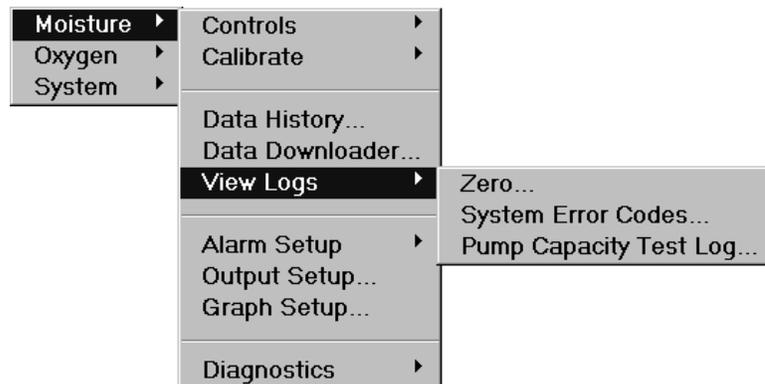 Moisture
Oxygen
System
Controls
Calibrate
Data History...
Data Downloader...
View Logs
Alarm Setup
Output Setup...
Graph Setup...
Diagnostics
Zero...
System Error Codes...
Pump Capacity Test Log...